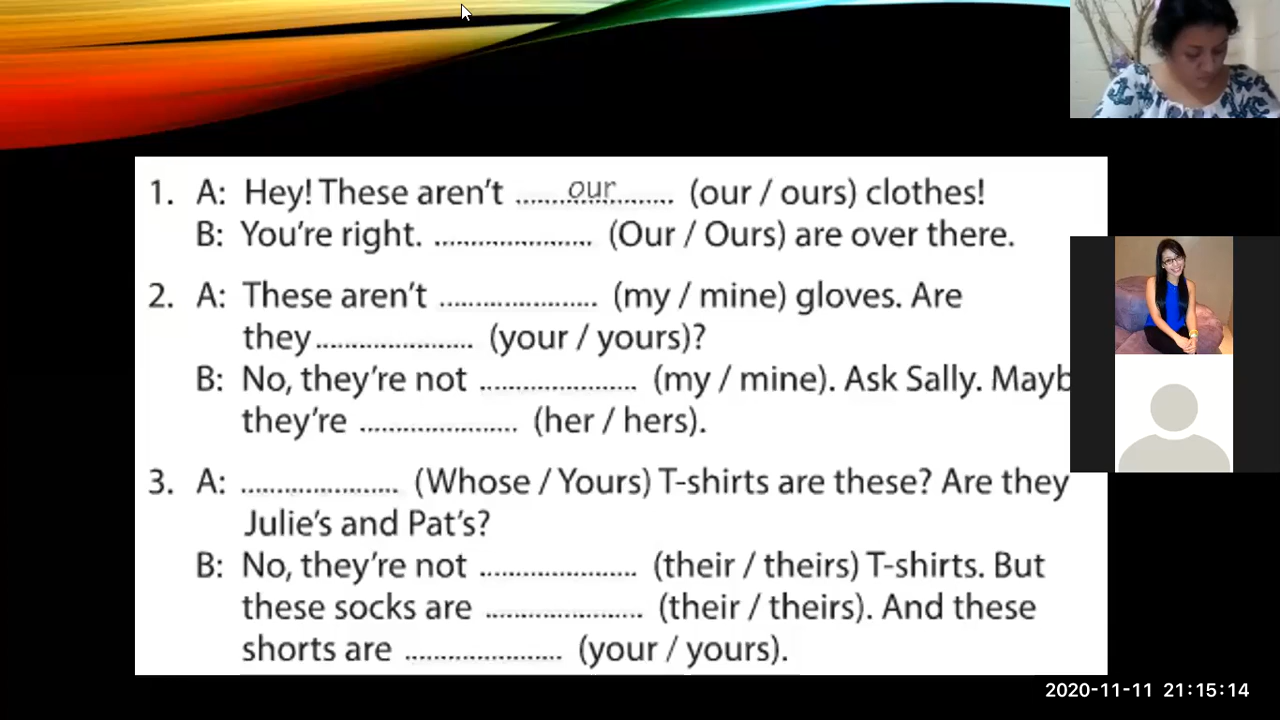 1. A: Hey! These aren't .....our..... (our / ours) clothes!
B: You're right. ..................... (Our / Ours) are over there.
2. A: These aren't ..................... (my / mine) gloves. Are
they..................... (your / yours)?
B: No, they're not ..................... (my / mine). Ask Sally. Mayb
they're ..................... (her / hers).
3. A: ..................... (Whose / Yours) T-shirts are these? Are they
Julie's and Pat's?
B: No, they're not ..................... (their / theirs) T-shirts. But
these socks are ..................... (their / theirs). And these
shorts are ..................... (your / yours).
2020-11-11 21:15:14